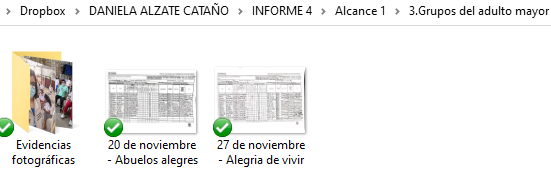 Dropbox > DANIELA ALZATE CATAÑO > INFORME 4 > Alcance 1 > 3.Grupos del adulto mayor
Evidencias fotográficas
20 de noviembre - Abuelos alegres
27 de noviembre - Alegria de vivir